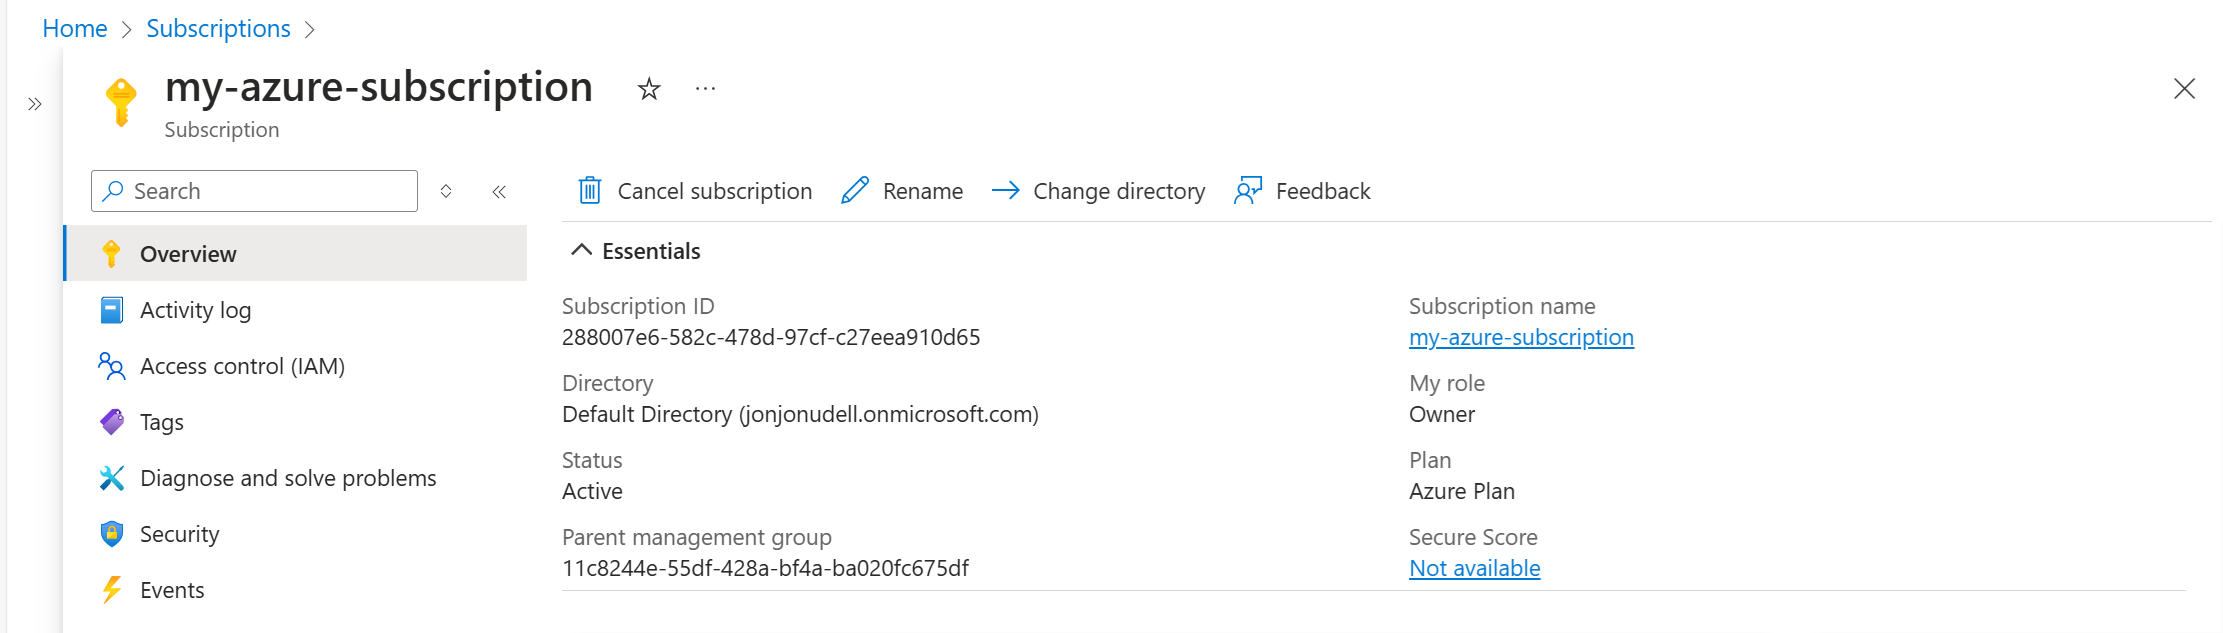 Home > Subscriptions >
my-azure-subscription
Subscription
Search
Cancel subscription
Rename
Change directory
Feedback
Overview
Activity log
Access control (IAM)
Tags
Diagnose and solve problems
Security
Events
Essentials
Subscription ID
288007e6-582c-478d-97cf-c27eea910d65
Directory
Default Directory (jonjonudell.onmicrosoft.com)
Status
Active
Parent management group
11c8244e-55df-428a-bf4a-ba020fc675df
Subscription name
my-azure-subscription
My role
Owner
Plan
Azure Plan
Secure Score
Not available